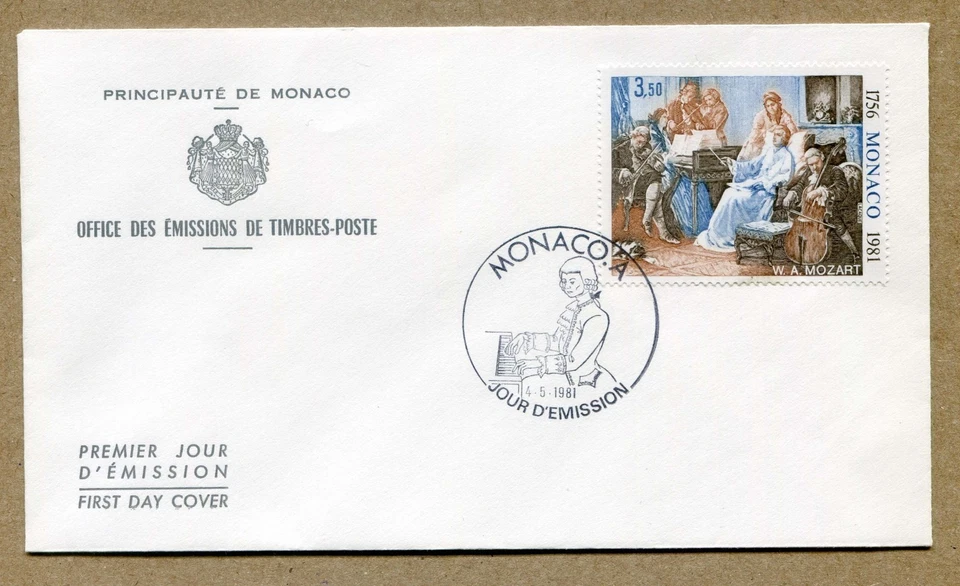 PRINCIPAUTÉ DE MONACO
OFFICE DES ÉMISSIONS DE TIMBRES-POSTE
3,50
1756 MONACO 1981
W. A. MOZART
MONACO.A
4-5-1981
JOUR D'EMISSION
PREMIER JOUR
D'ÉMISSION
FIRST DAY COVER